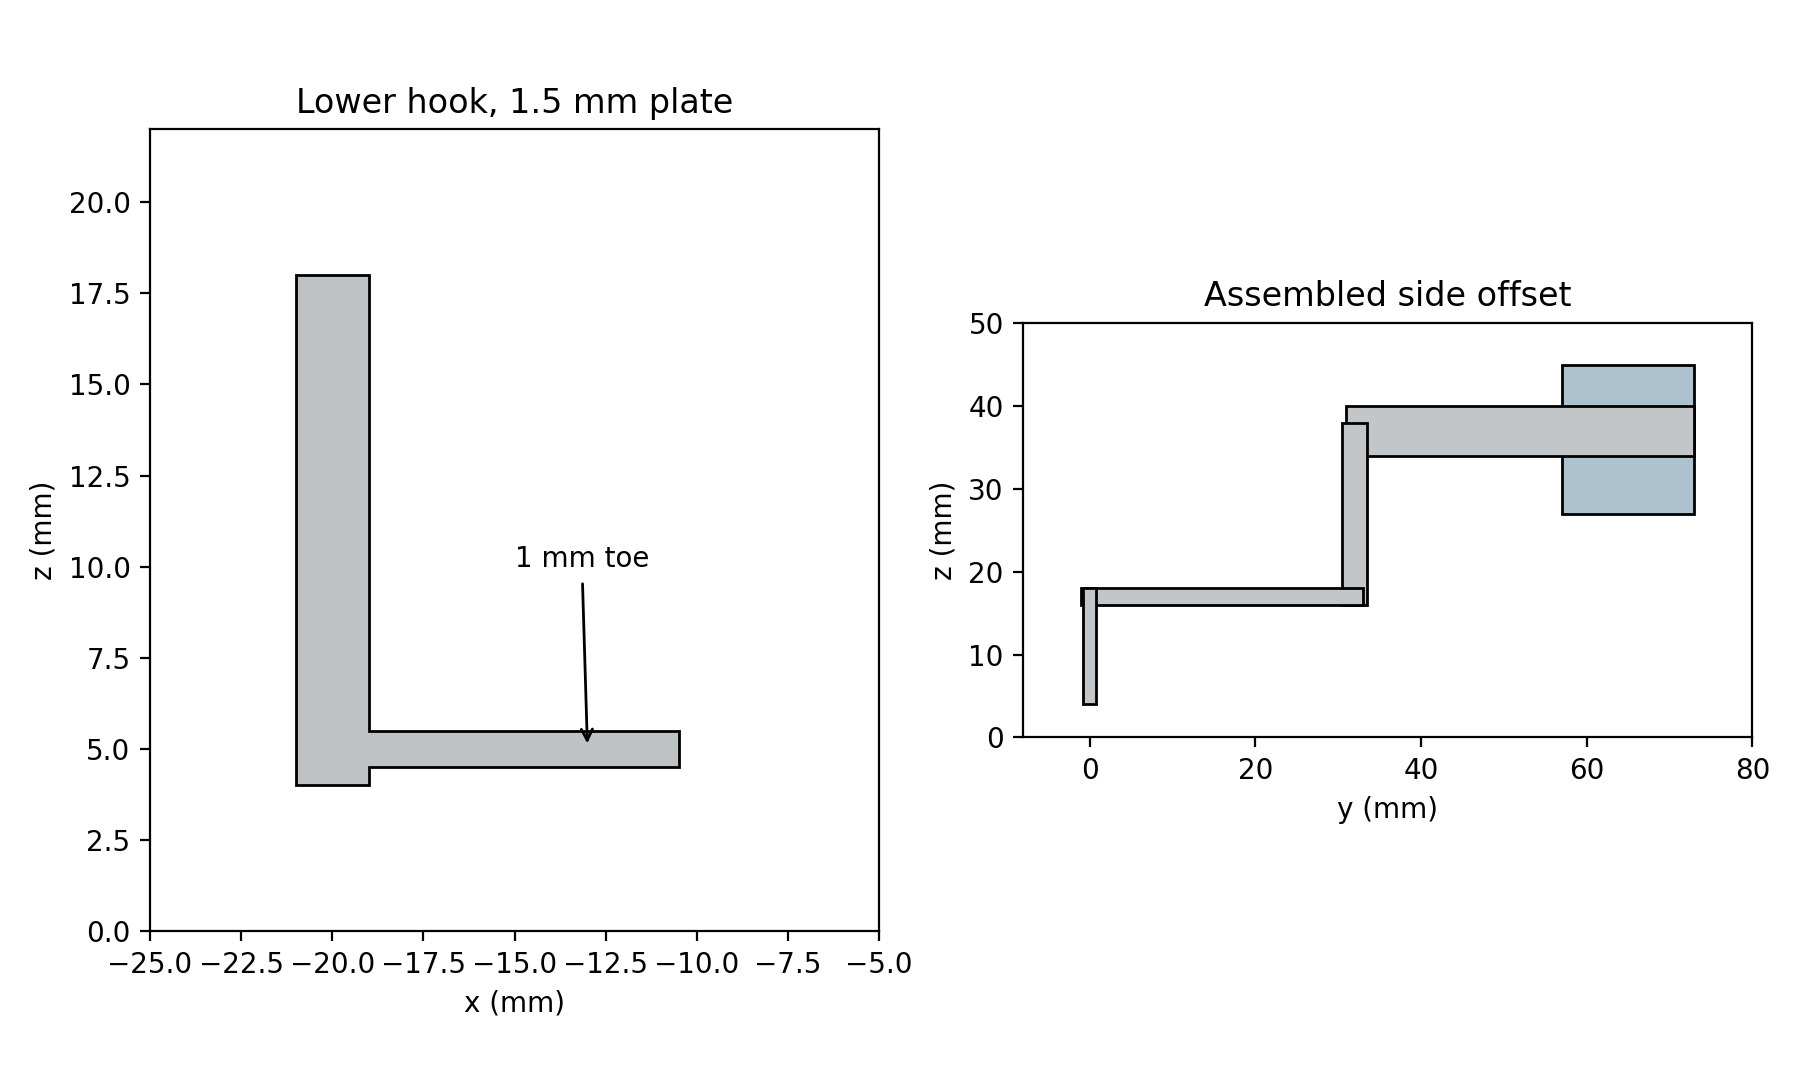 Lower hook, 1.5 mm plate
20.0
17.5
15.0
12.5
10.0
7.5
5.0
2.5
0.0
z (mm)
1 mm toe
−25.0 −22.5 −20.0 −17.5 −15.0 −12.5 −10.0 −7.5 −5.0
x (mm)
Assembled side offset
50
40
30
20
10
0
z (mm)
0 20 40 60 80
y (mm)